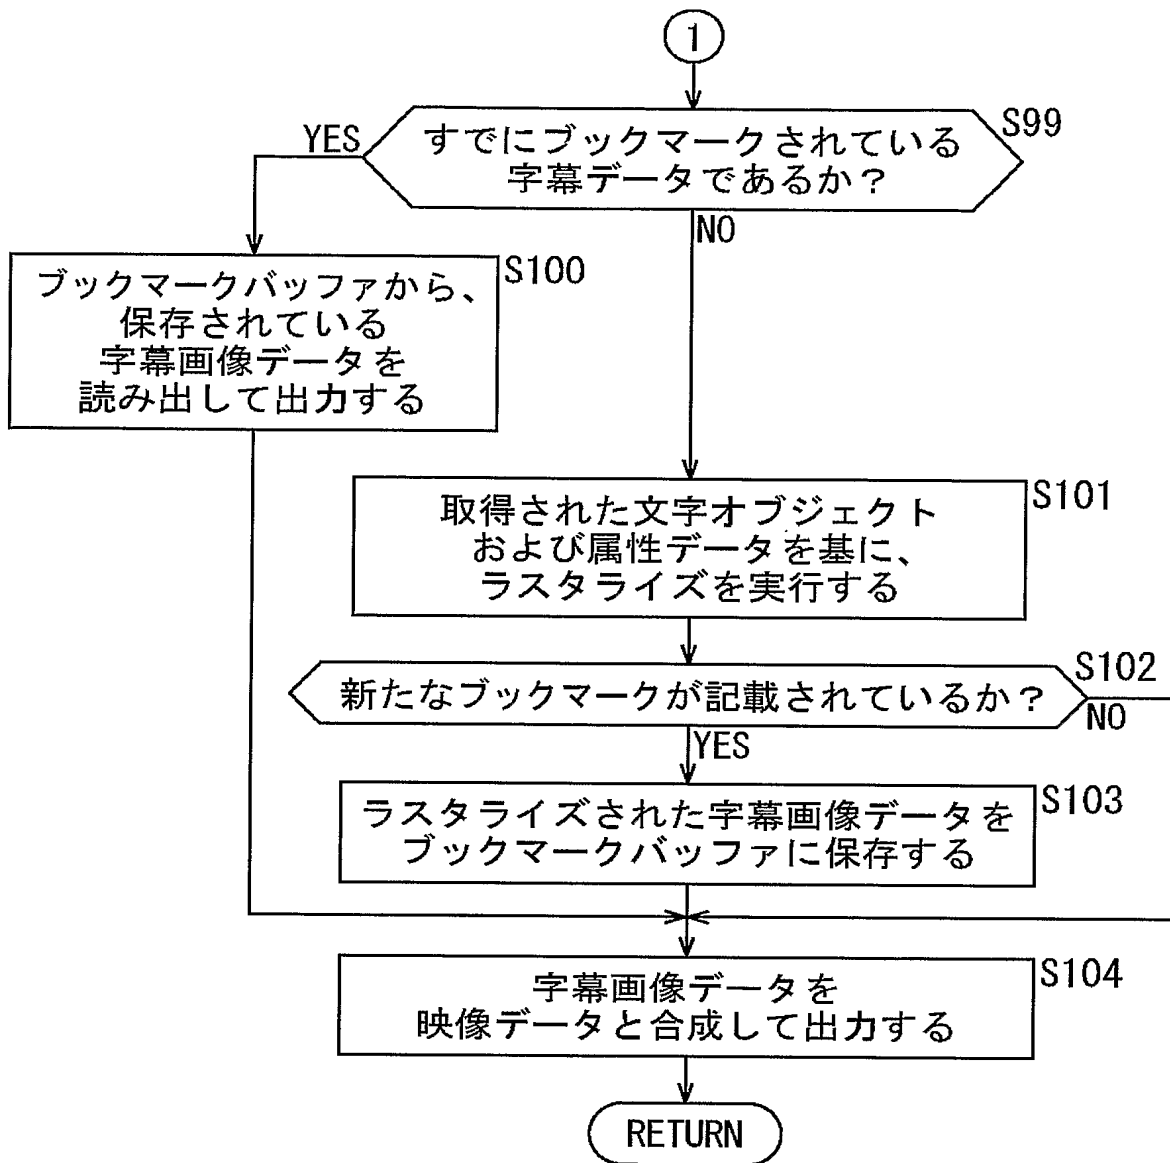 1
すでにブックマークされている
字幕データであるか？
S99
YES
NO
ブックマークバッファから、
保存されている
字幕画像データを
読み出して出力する
S100
取得された文字オブジェクト
および属性データを基に、
ラスタライズを実行する
S101
新たなブックマークが記載されているか？
S102
NO
YES
ラスタライズされた字幕画像データを
ブックマークバッファに保存する
S103
字幕画像データを
映像データと合成して出力する
S104
RETURN